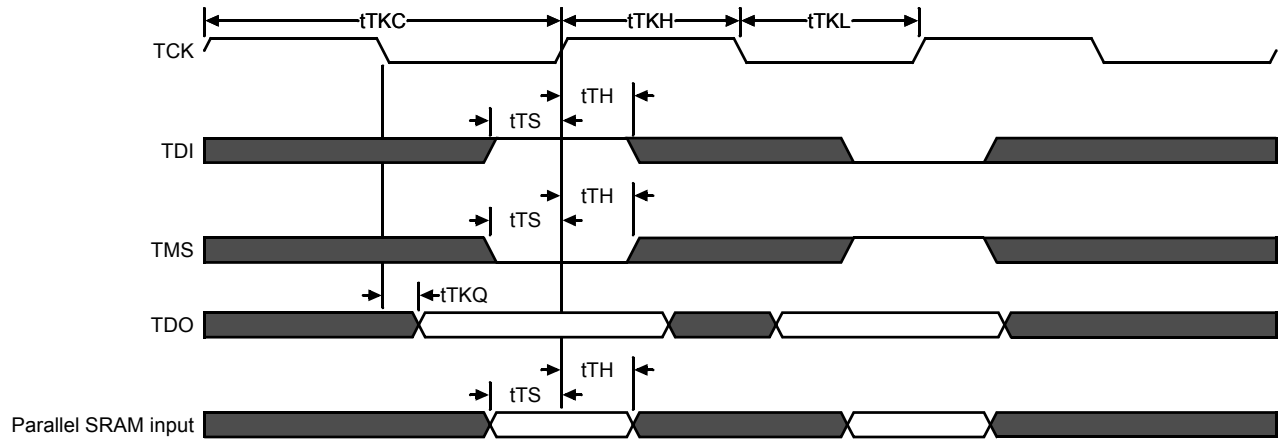 tTKC tTKH tTKL
TCK
tTH
tTS
TDI
tTH
tTS
TMS
tTKQ
TDO
tTH
tTS
Parallel SRAM input